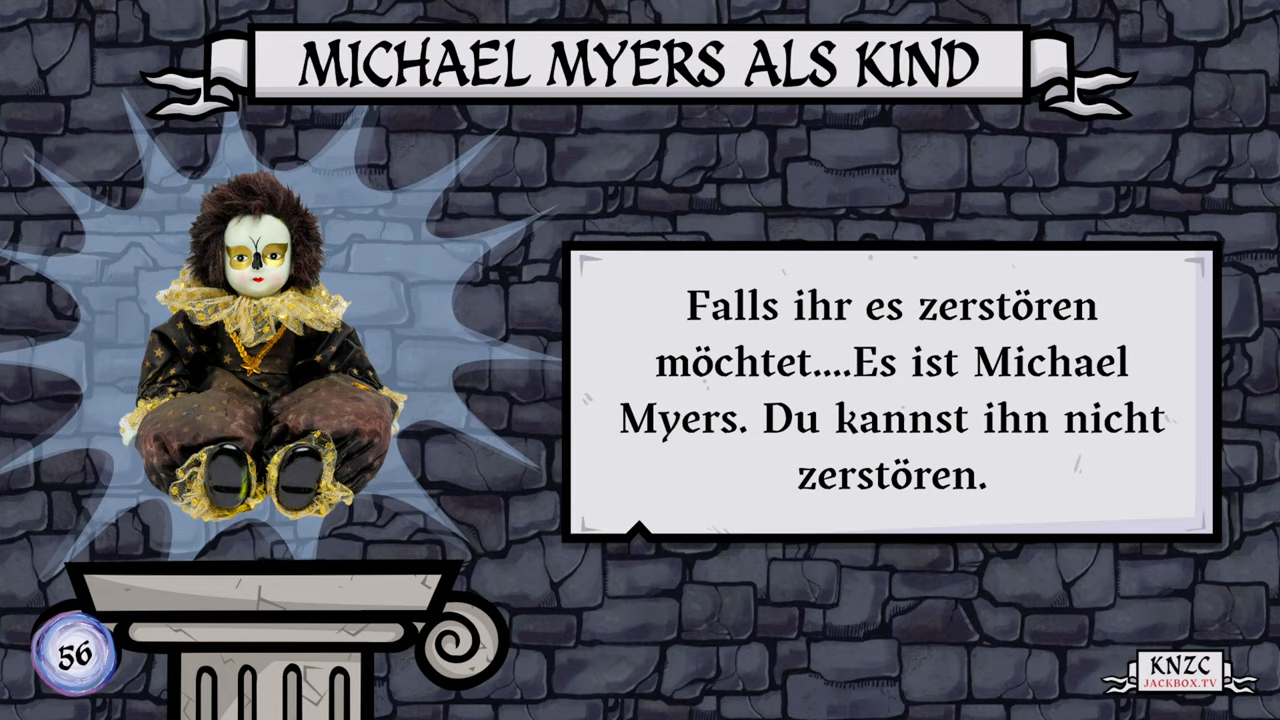 MICHAEL MYERS ALS KIND
Falls ihr es zerstören
möchtet....Es ist Michael
Myers. Du kannst ihn nicht
zerstören.
56
KNZC
JACKBOX.TV